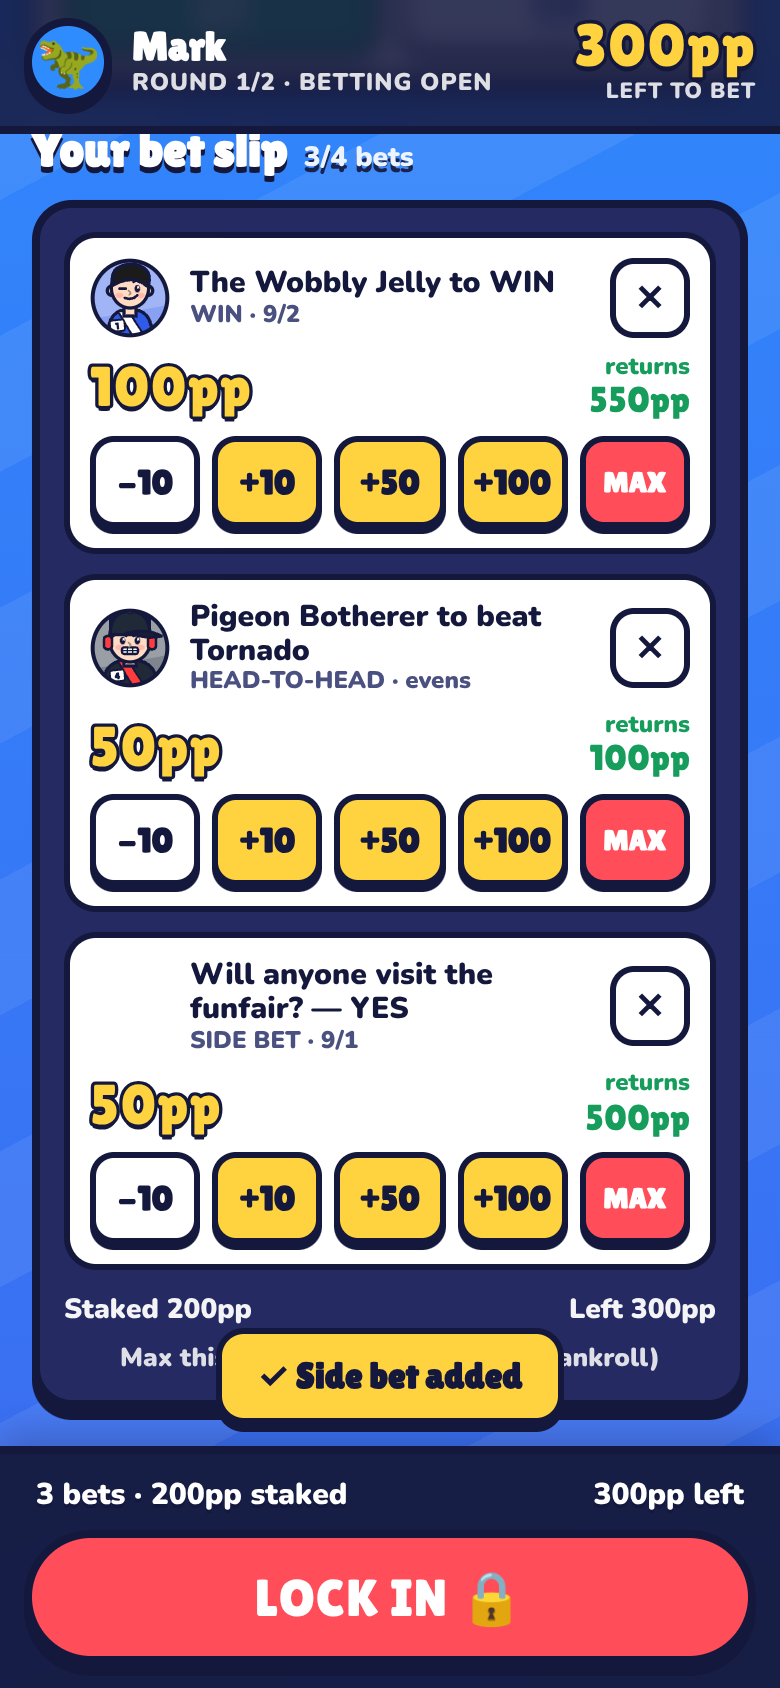 Mark
ROUND 1/2 · BETTING OPEN
300pp
LEFT TO BET
Your bet slip 3/4 bets
The Wobbly Jelly to WIN
WIN · 9/2
×
1
100pp
returns
550pp
–10 +10 +50 +100 MAX
Pigeon Botherer to beat
Tornado
HEAD-TO-HEAD · evens
×
4
50pp
returns
100pp
–10 +10 +50 +100 MAX
Will anyone visit the
funfair? — YES
SIDE BET · 9/1
×
50pp
returns
500pp
–10 +10 +50 +100 MAX
Staked 200pp Left 300pp
Max ankroll)
✓ Side bet added
3 bets · 200pp staked 300pp left
LOCK IN 🔒